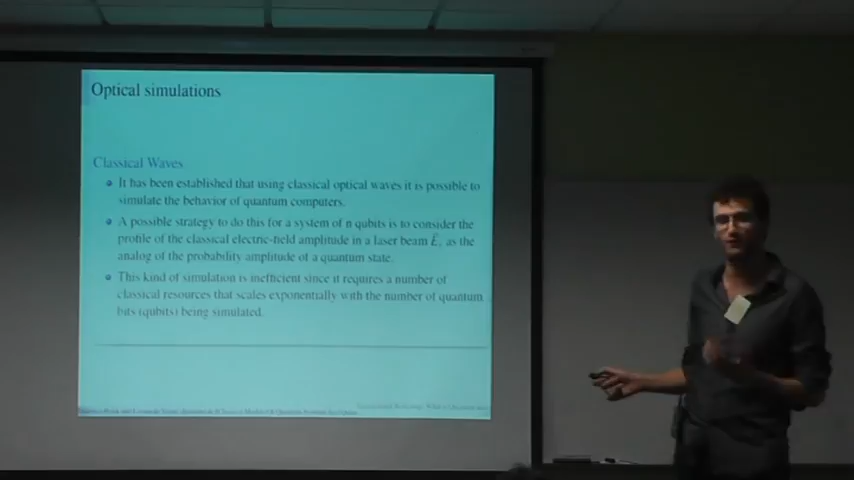 Optical simulations
Classical Waves
It has been established that using classical optical waves it is possible to
simulate the behavior of quantum computers.
A possible strategy to do this for a system of n qubits is to consider the
profile of the classical electric-field amplitude in a laser beam E⃗, as the
analog of the probability amplitude of a quantum state.
This kind of simulation is inefficient since it requires a number of
classical resources that scales exponentially with the number of quantum
bits (qubits) being simulated.